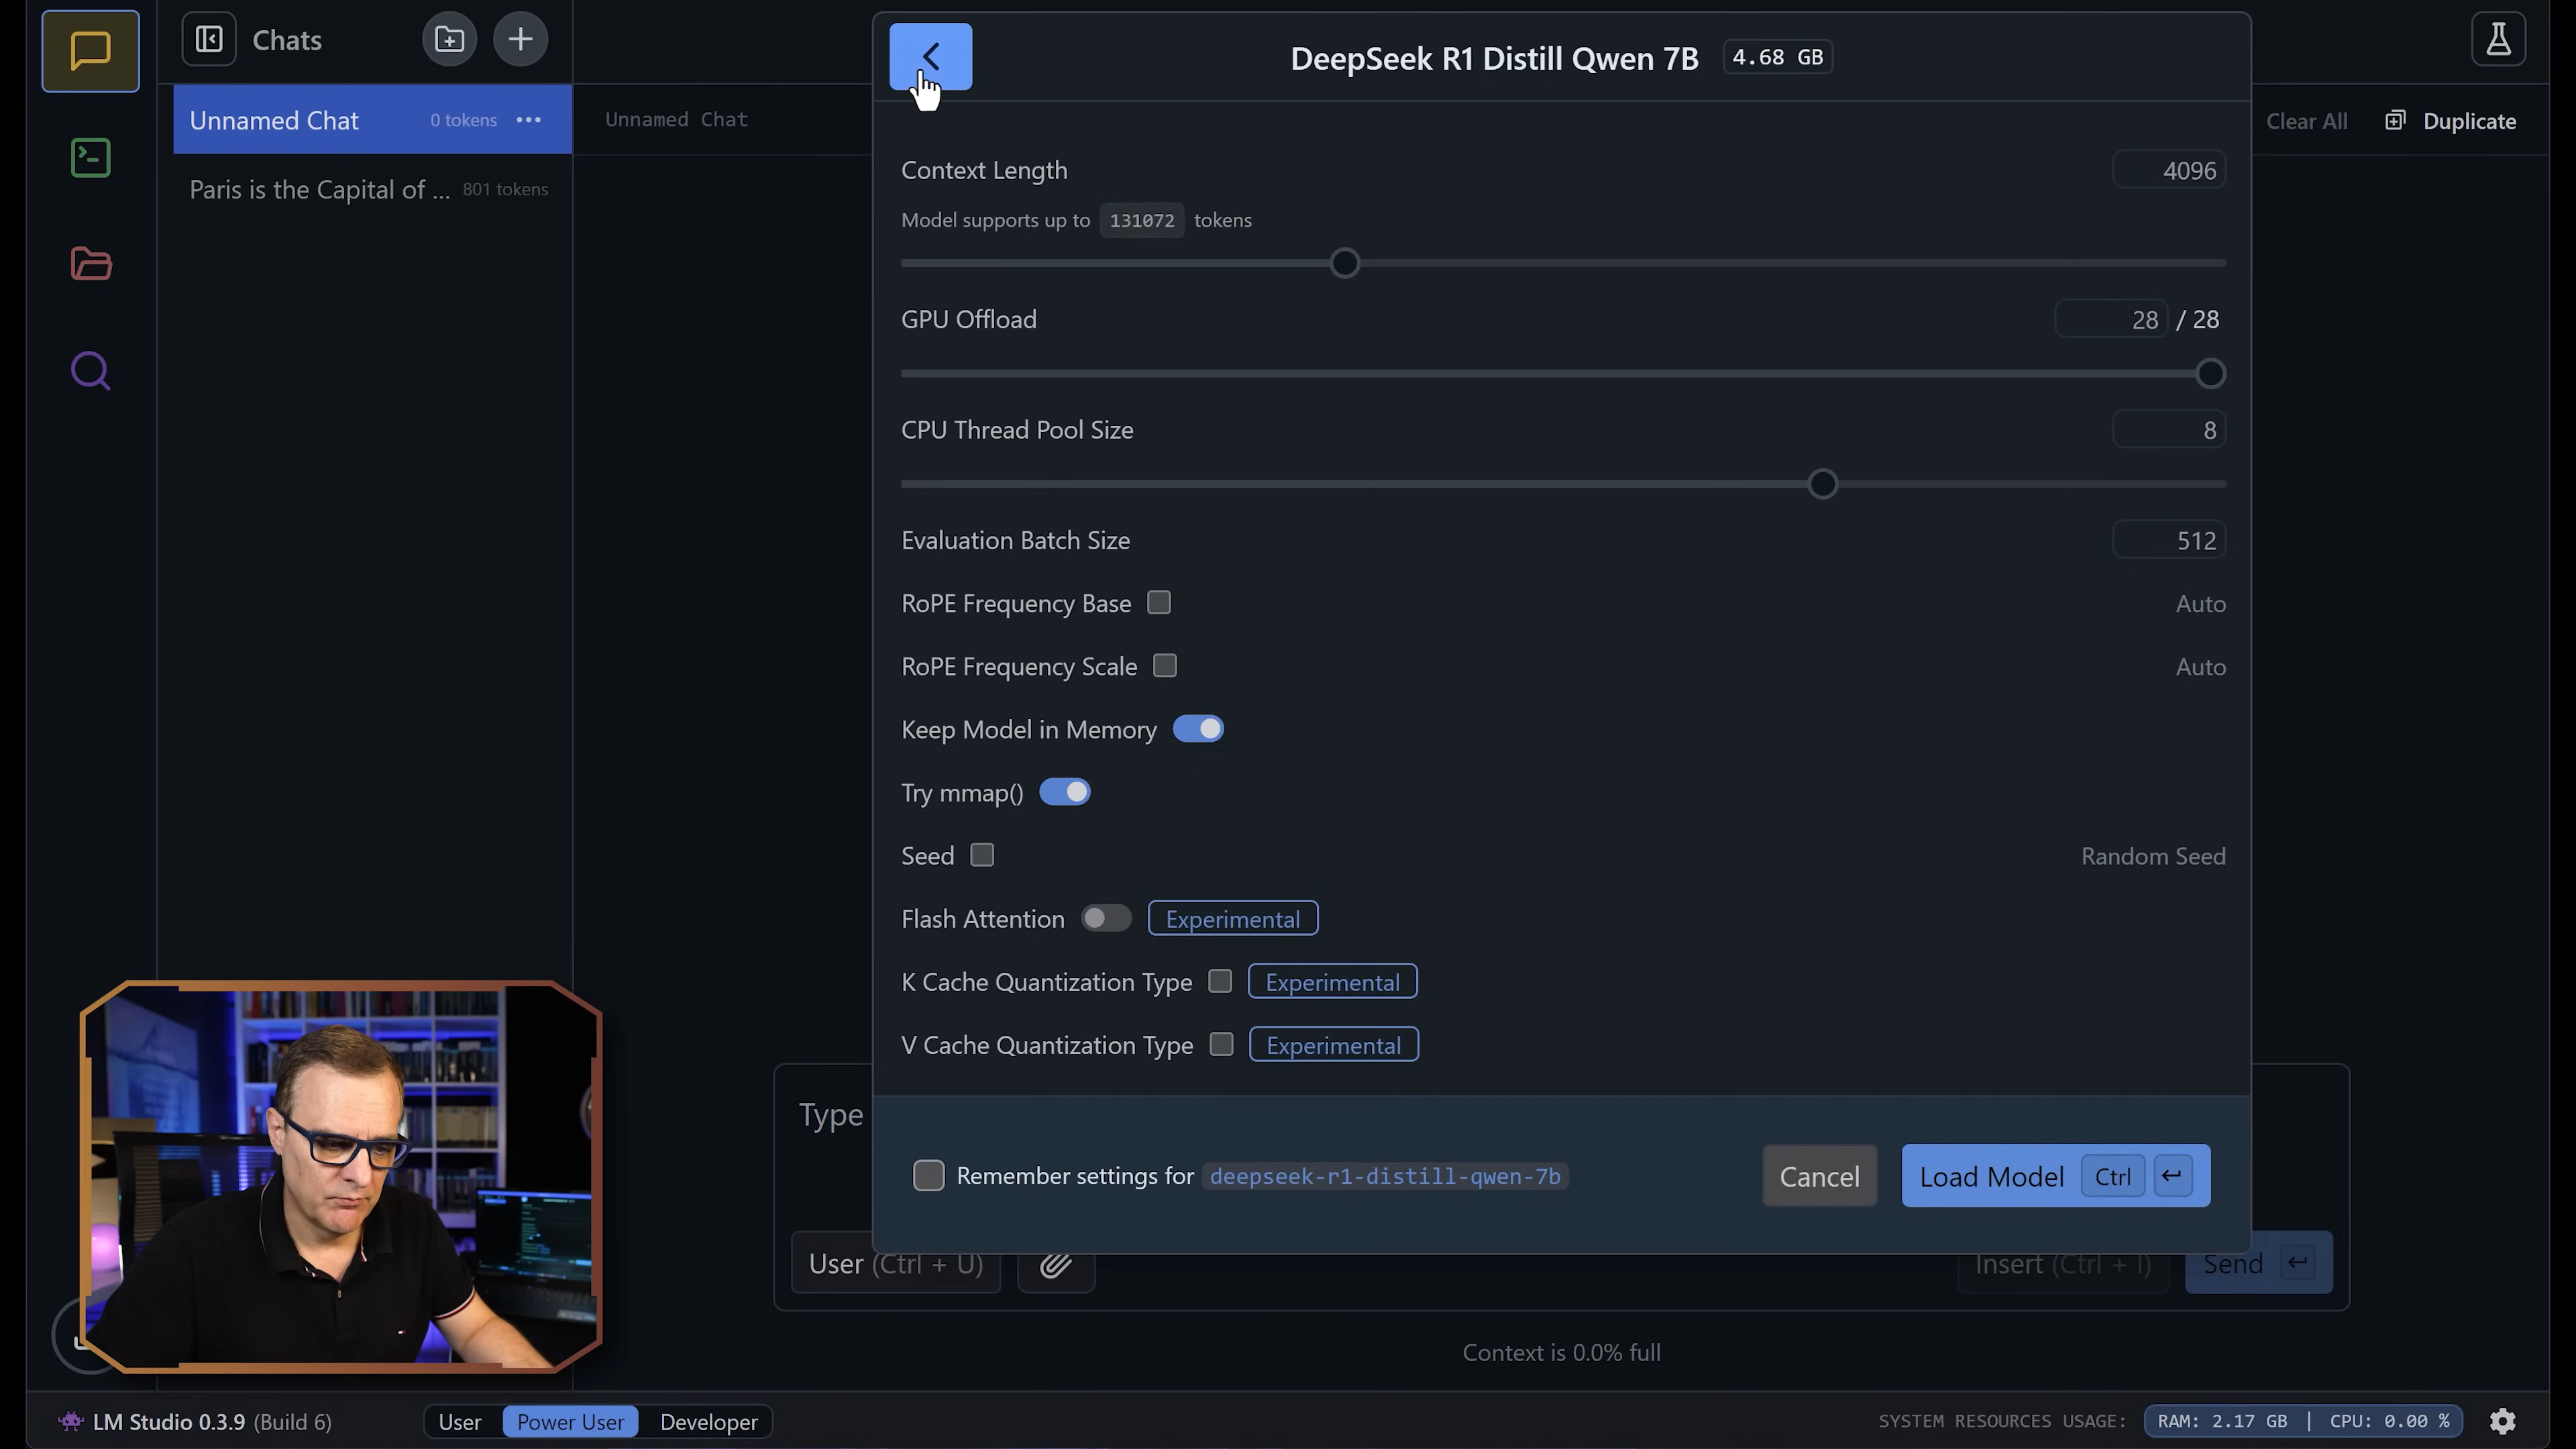 Chats
DeepSeek R1 Distill Qwen 7B 4.68 GB
Unnamed Chat 0 tokens
Unnamed Chat
Clear All Duplicate
Paris is the Capital of ... 801 tokens
Context Length 4096
Model supports up to 131072 tokens
GPU Offload 28 / 28
CPU Thread Pool Size 8
Evaluation Batch Size 512
RoPE Frequency Base Auto
RoPE Frequency Scale Auto
Keep Model in Memory
Try mmap()
Seed Random Seed
Flash Attention Experimental
K Cache Quantization Type Experimental
V Cache Quantization Type Experimental
Type
Remember settings for deepseek-r1-distill-qwen-7b Cancel Load Model Ctrl
User (Ctrl + U) Insert (Ctrl + I) Send
Context is 0.0% full
LM Studio 0.3.9 (Build 6) User Power User Developer SYSTEM RESOURCES USAGE: RAM: 2.17 GB | CPU: 0.00 %